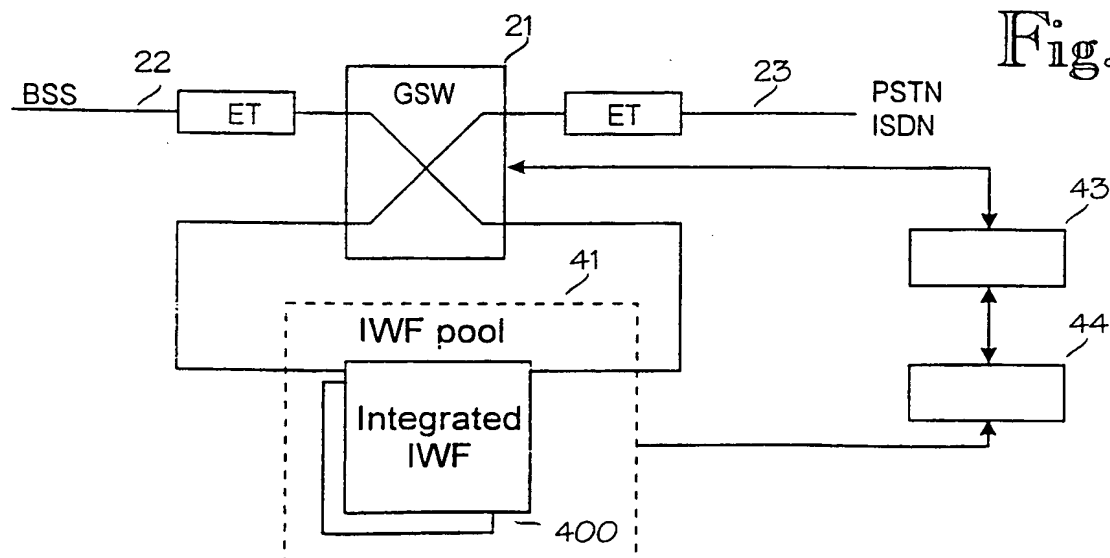 Fig.
21
22
23
BSS
GSW
ET
ET
PSTN
ISDN
43
41
IWF pool
44
Integrated
IWF
400